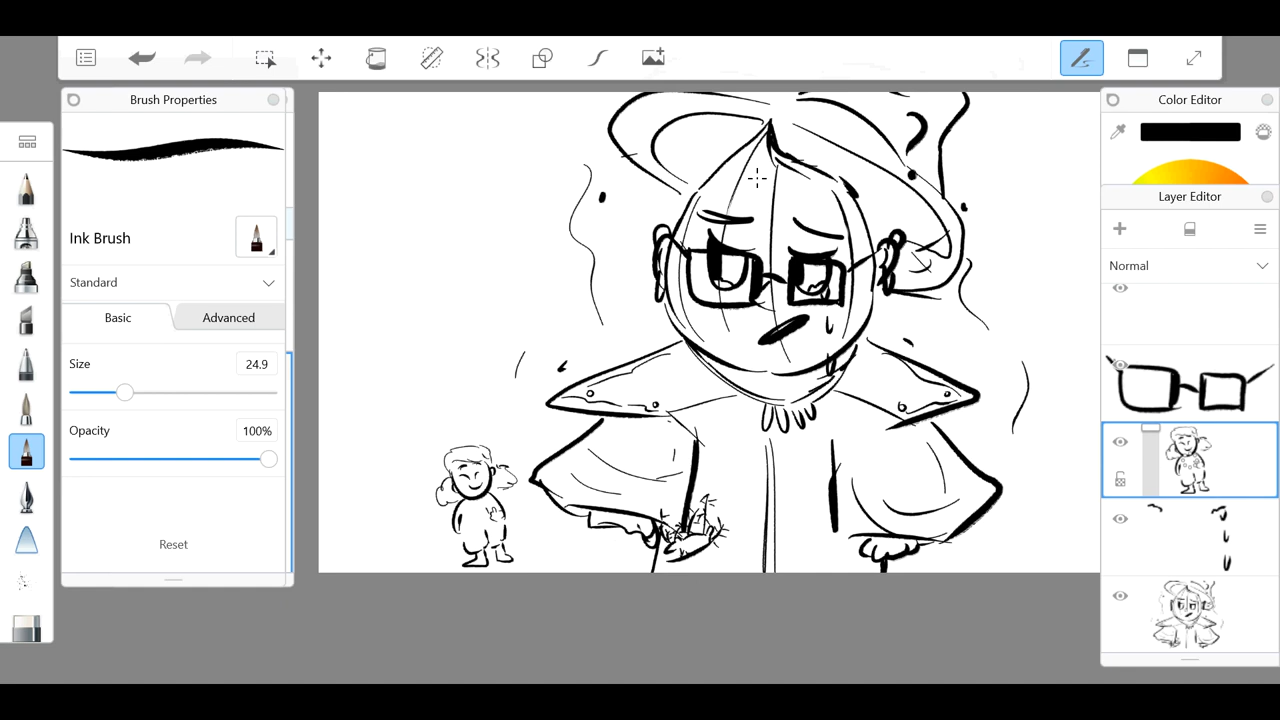 Brush Properties
Color Editor
Layer Editor
Ink Brush
Standard
Normal
Basic
Advanced
Size
24.9
Opacity
100%
Reset